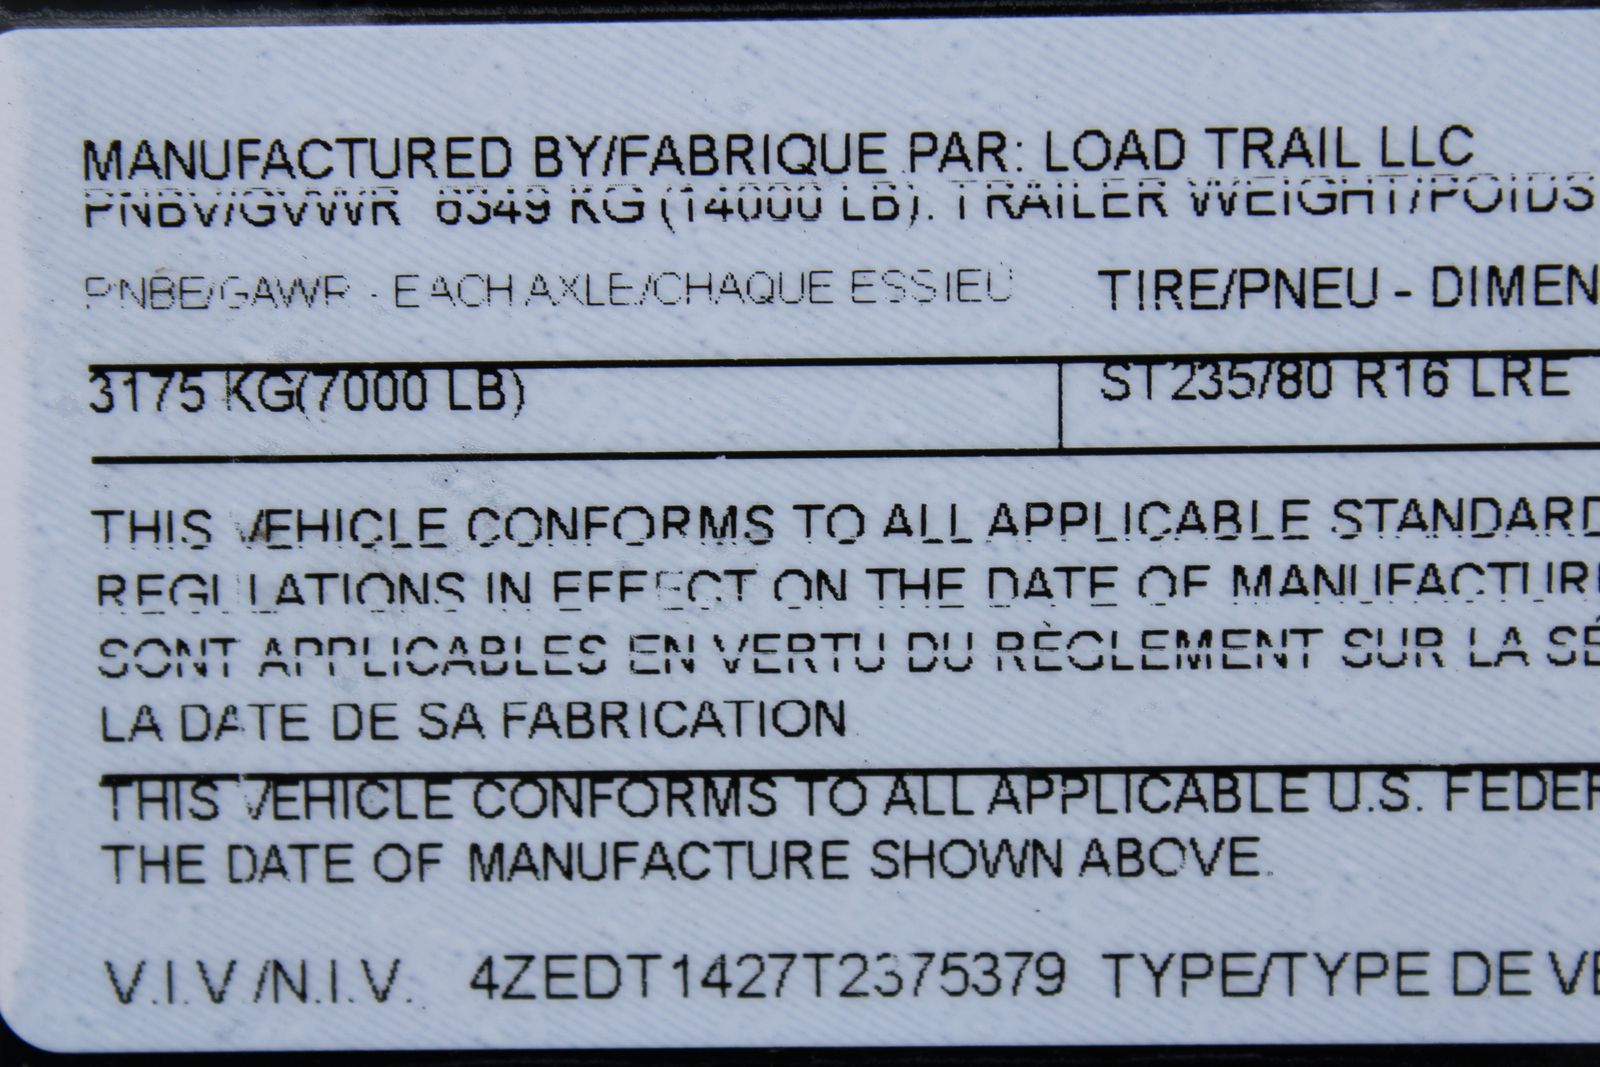 MANUFACTURED BY/FABRIQUE PAR: LOAD TRAIL LLC
PNBV/GVWR 6349 KG (14000 LB). TRAILER WEIGHT/POIDS
PNBE/GAWR - EACH AXLE/CHAQUE ESSIEU TIRE/PNEU - DIMEN
3175 KG(7000 LB) ST235/80 R16 LRE
THIS VEHICLE CONFORMS TO ALL APPLICABLE STANDARD
REGULATIONS IN EFFECT ON THE DATE OF MANUFACTURE
SONT APPLICABLES EN VERTU DU RÈGLEMENT SUR LA SÉ
LA DATE DE SA FABRICATION
THIS VEHICLE CONFORMS TO ALL APPLICABLE U.S. FEDER
THE DATE OF MANUFACTURE SHOWN ABOVE.
V.I.V./N.I.V. 4ZEDT1427T2375379 TYPE/TYPE DE VE